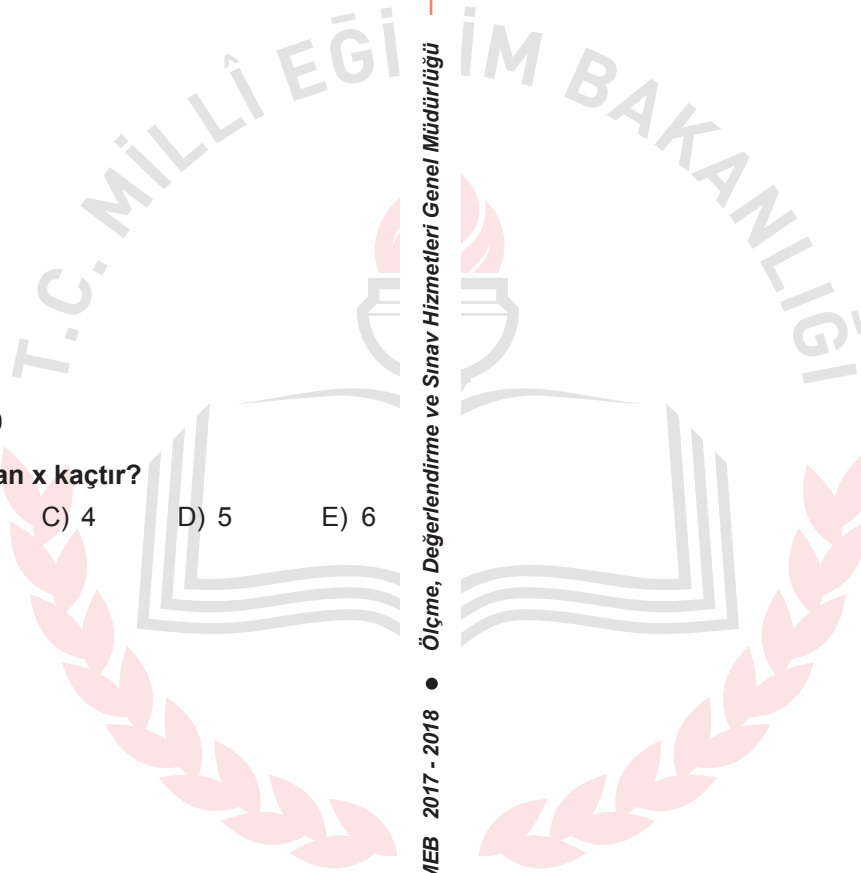 T.C. MİLLÎ EĞİ İM BAKANLIĞI
)
an x kaçtır?
C) 4 D) 5 E) 6
MEB 2017 - 2018 ● Ölçme, Değerlendirme ve Sınav Hizmetleri Genel Müdürlüğü